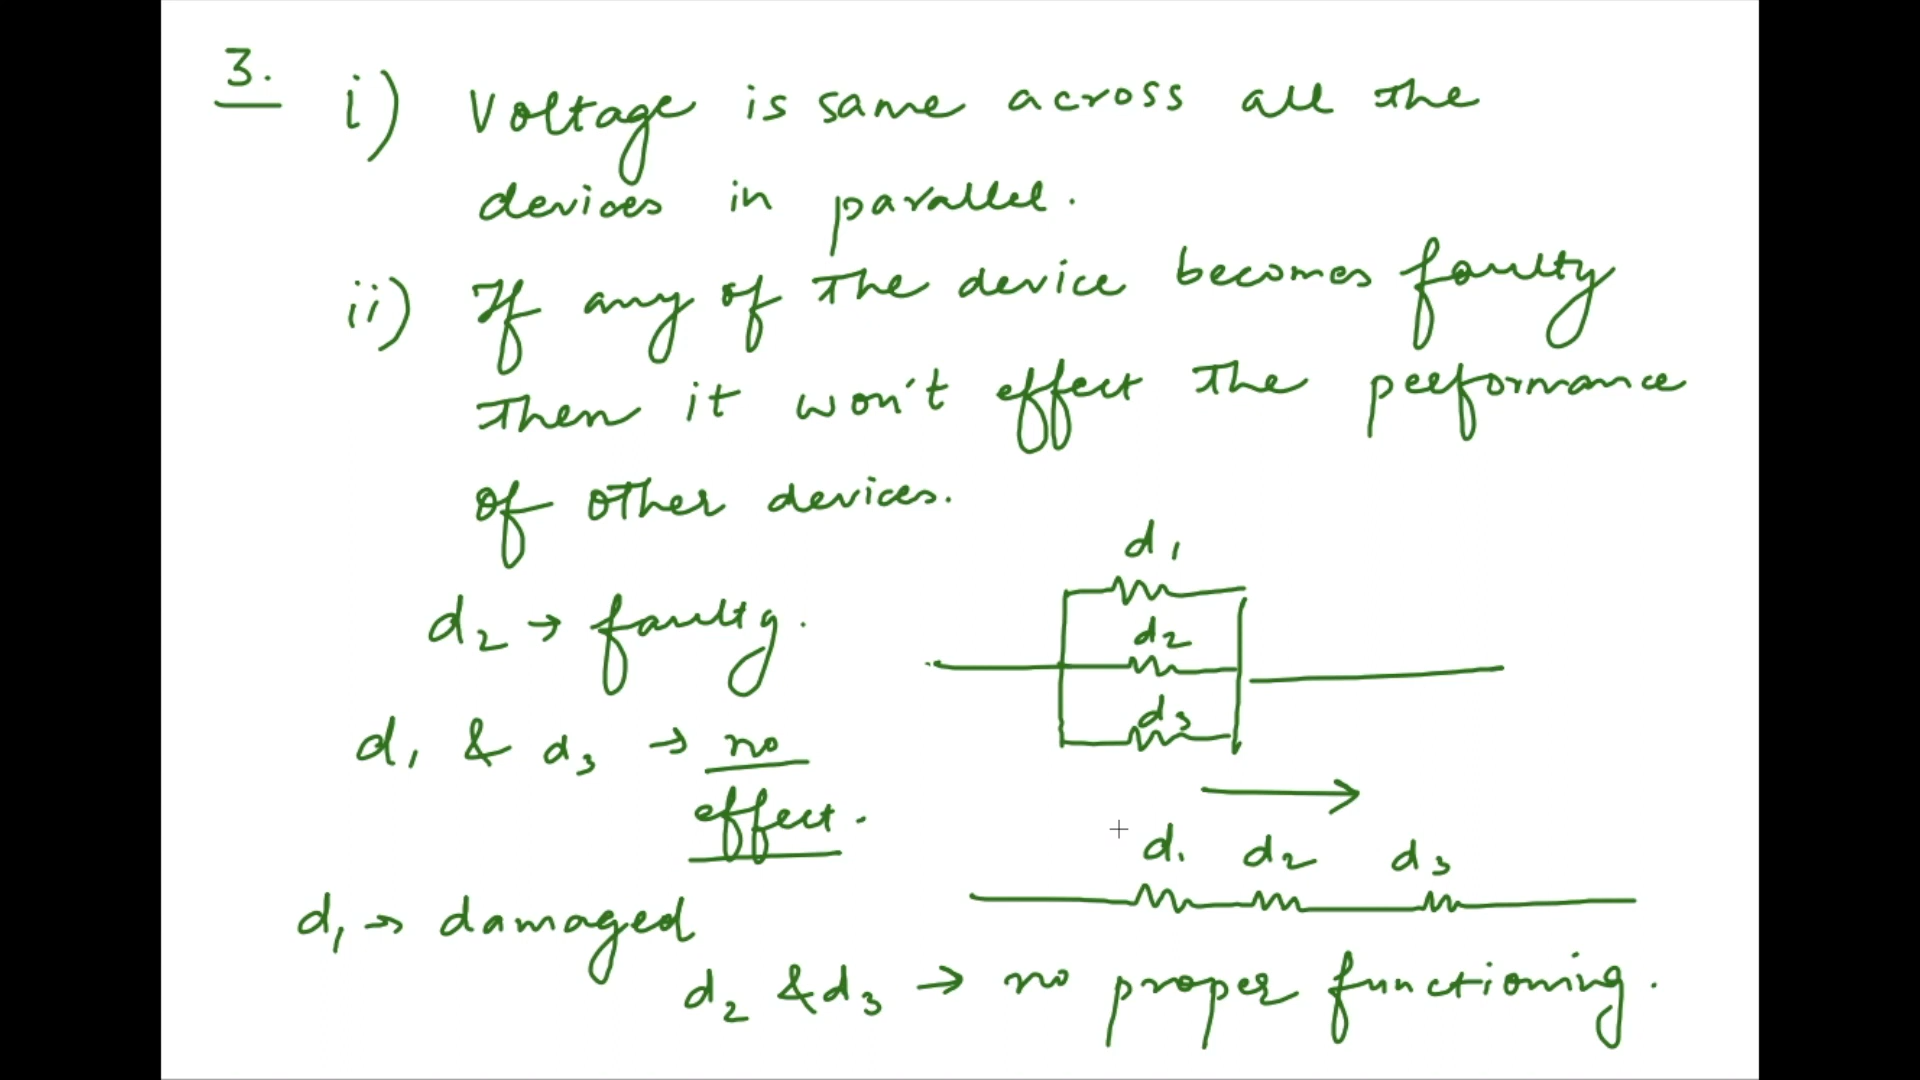 3. i) Voltage is same across all the
devices in parallel.
ii) If any of the device becomes faulty
then it won't effect the performance
of other devices.
d1
d2 → faulty.
d2
d3
d1 & d3 → no
effect.
d1 d2 d3
d1 → damaged
d2 & d3 → no proper functioning.